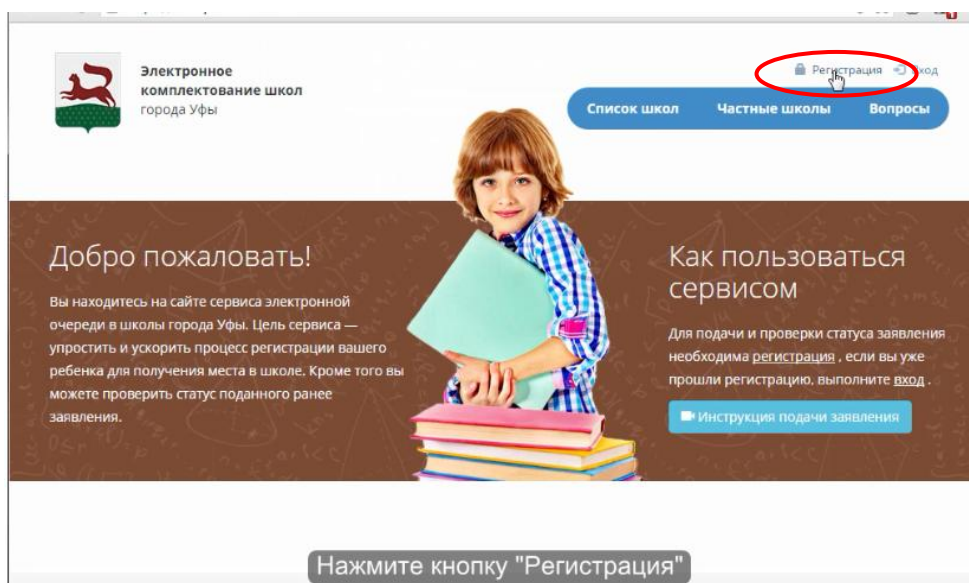 Электронное
комплектование школ
города Уфы
Регистрация Вход
Список школ Частные школы Вопросы
Добро пожаловать!
Вы находитесь на сайте сервиса электронной
очереди в школы города Уфы. Цель сервиса —
упростить и ускорить процесс регистрации вашего
ребенка для получения места в школе. Кроме того вы
можете проверить статус поданного ранее
заявления.
Как пользоваться
сервисом
Для подачи и проверки статуса заявления
необходима регистрация , если вы уже
прошли регистрацию, выполните вход .
Инструкция подачи заявления
Нажмите кнопку "Регистрация"